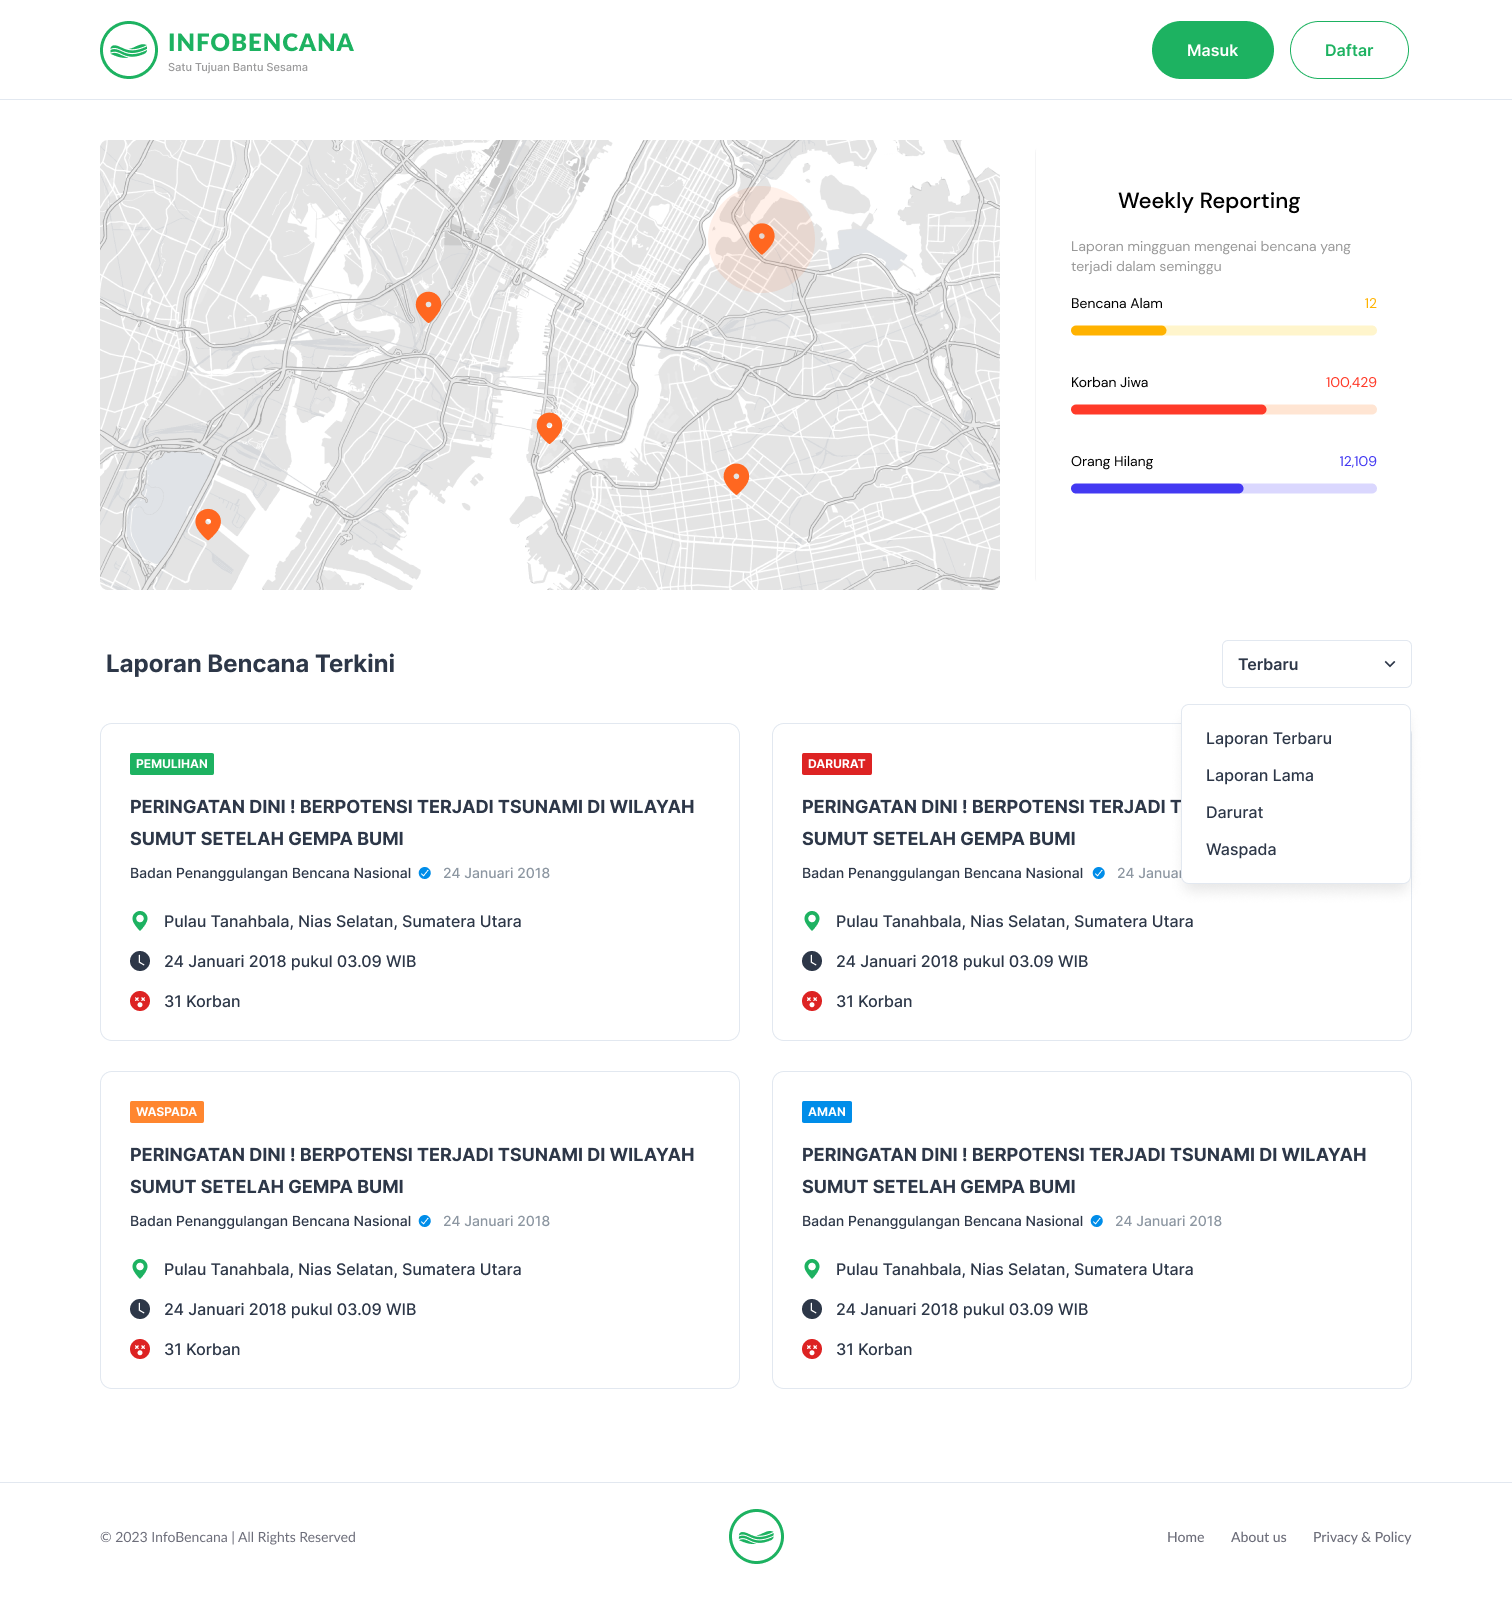 INFOBENCANA
Satu Tujuan Bantu Sesama
Masuk
Daftar
Weekly Reporting
Laporan mingguan mengenai bencana yang
terjadi dalam seminggu
Bencana Alam 12
Korban Jiwa 100,429
Orang Hilang 12,109
Laporan Bencana Terkini
Terbaru
Laporan Terbaru
Laporan Lama
Darurat
Waspada
PEMULIHAN
PERINGATAN DINI ! BERPOTENSI TERJADI TSUNAMI DI WILAYAH
SUMUT SETELAH GEMPA BUMI
Badan Penanggulangan Bencana Nasional 24 Januari 2018
Pulau Tanahbala, Nias Selatan, Sumatera Utara
24 Januari 2018 pukul 03.09 WIB
31 Korban
DARURAT
PERINGATAN DINI ! BERPOTENSI TERJADI T
SUMUT SETELAH GEMPA BUMI
Badan Penanggulangan Bencana Nasional 24 Januar
Pulau Tanahbala, Nias Selatan, Sumatera Utara
24 Januari 2018 pukul 03.09 WIB
31 Korban
WASPADA
PERINGATAN DINI ! BERPOTENSI TERJADI TSUNAMI DI WILAYAH
SUMUT SETELAH GEMPA BUMI
Badan Penanggulangan Bencana Nasional 24 Januari 2018
Pulau Tanahbala, Nias Selatan, Sumatera Utara
24 Januari 2018 pukul 03.09 WIB
31 Korban
AMAN
PERINGATAN DINI ! BERPOTENSI TERJADI TSUNAMI DI WILAYAH
SUMUT SETELAH GEMPA BUMI
Badan Penanggulangan Bencana Nasional 24 Januari 2018
Pulau Tanahbala, Nias Selatan, Sumatera Utara
24 Januari 2018 pukul 03.09 WIB
31 Korban
© 2023 InfoBencana | All Rights Reserved
Home About us Privacy & Policy